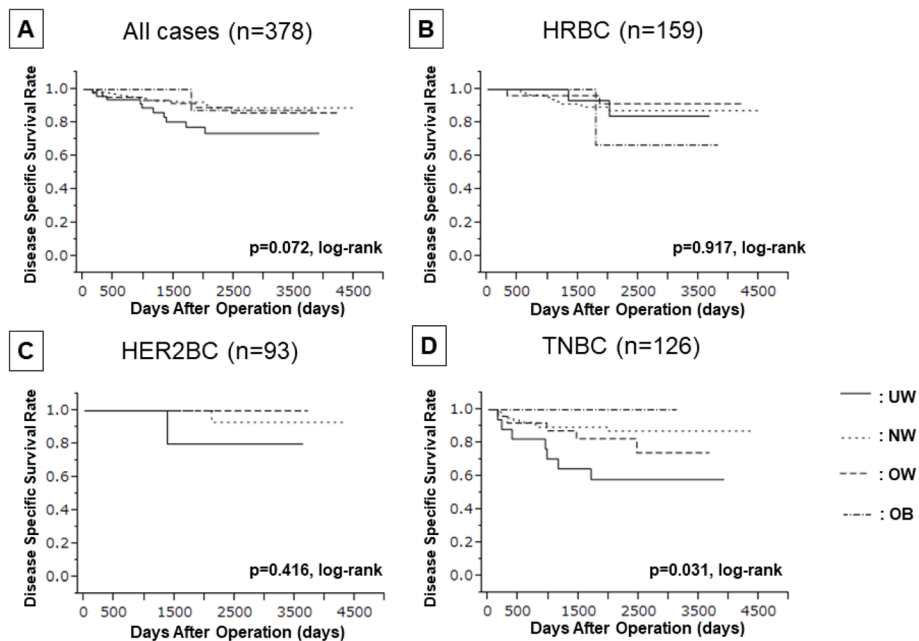 A All cases (n=378)
Disease Specific Survival Rate
1.0
0.8
0.6
0.4
0.2
0.0
p=0.072, log-rank
0 500 1500 2500 3500 4500
Days After Operation (days)
B HRBC (n=159)
Disease Specific Survival Rate
1.0
0.8
0.6
0.4
0.2
0.0
p=0.917, log-rank
0 500 1500 2500 3500 4500
Days After Operation (days)
C HER2BC (n=93)
Disease Specific Survival Rate
1.0
0.8
0.6
0.4
0.2
0.0
p=0.416, log-rank
0 500 1500 2500 3500 4500
Days After Operation (days)
D TNBC (n=126)
Disease Specific Survival Rate
1.0
0.8
0.6
0.4
0.2
0.0
p=0.031, log-rank
0 500 1500 2500 3500 4500
Days After Operation (days)
: UW
: NW
: OW
: OB